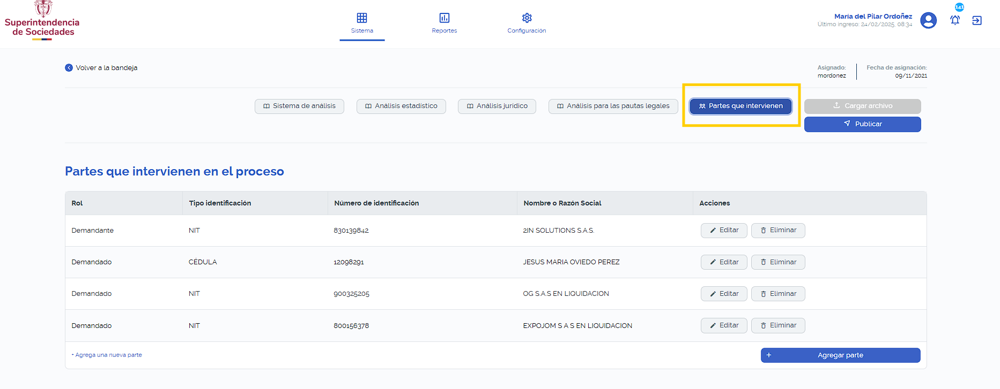 Superintendencia
de Sociedades
Sistema
Reportes
Configuración
María del Pilar Ordoñez
Último ingreso: 24/02/2025, 08:34
141
Volver a la bandeja
Asignado:
mordonez
Fecha de asignación:
09/11/2021
Sistema de análisis
Análisis estadístico
Análisis jurídico
Análisis para las pautas legales
Partes que intervienen
Cargar archivo
Publicar
Partes que intervienen en el proceso
Rol Tipo identificación Número de identificación Nombre o Razón Social Acciones
Demandante NIT 830139842 2IN SOLUTIONS S.A.S. Editar Eliminar
Demandado CÉDULA 12098291 JESUS MARIA OVIEDO PEREZ Editar Eliminar
Demandado NIT 900325205 OG S.A.S EN LIQUIDACION Editar Eliminar
Demandado NIT 800156378 EXPOJOM S A S EN LIQUIDACION Editar Eliminar
+ Agrega una nueva parte
+ Agregar parte